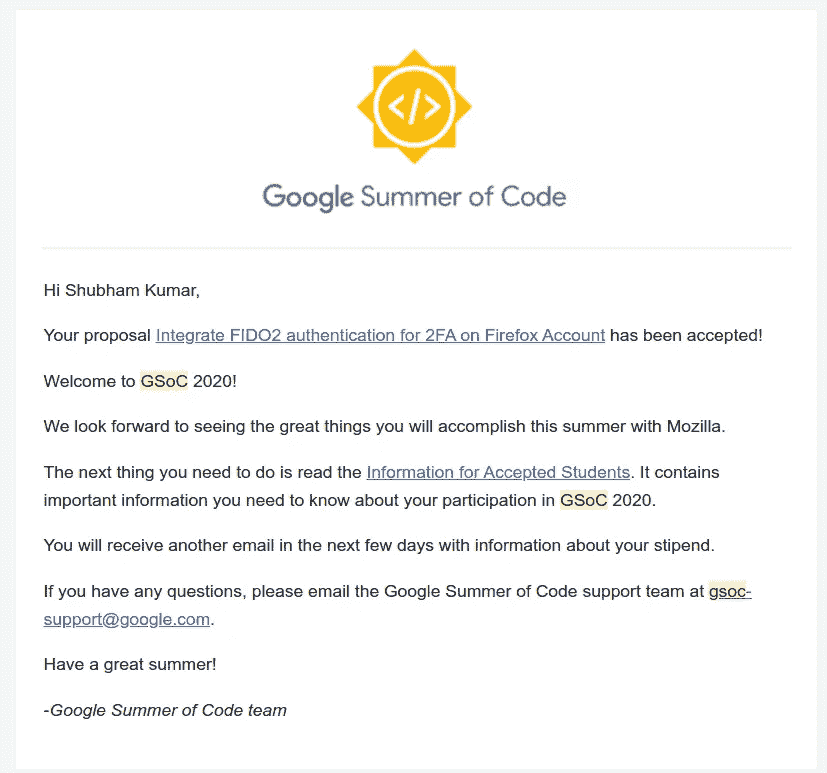 </>
Google Summer of Code
Hi Shubham Kumar,
Your proposal Integrate FIDO2 authentication for 2FA on Firefox Account has been accepted!
Welcome to GSoC 2020!
We look forward to seeing the great things you will accomplish this summer with Mozilla.
The next thing you need to do is read the Information for Accepted Students. It contains
important information you need to know about your participation in GSoC 2020.
You will receive another email in the next few days with information about your stipend.
If you have any questions, please email the Google Summer of Code support team at gsoc-
support@google.com.
Have a great summer!
-Google Summer of Code team